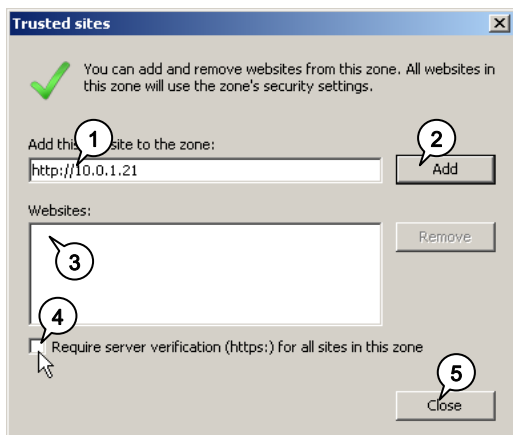 Trusted sites
You can add and remove websites from this zone. All websites in
this zone will use the zone's security settings.
1
2
Add this site to the zone:
http://10.0.1.21
Add
Websites:
Remove
3
4
Require server verification (https:) for all sites in this zone
5
Close